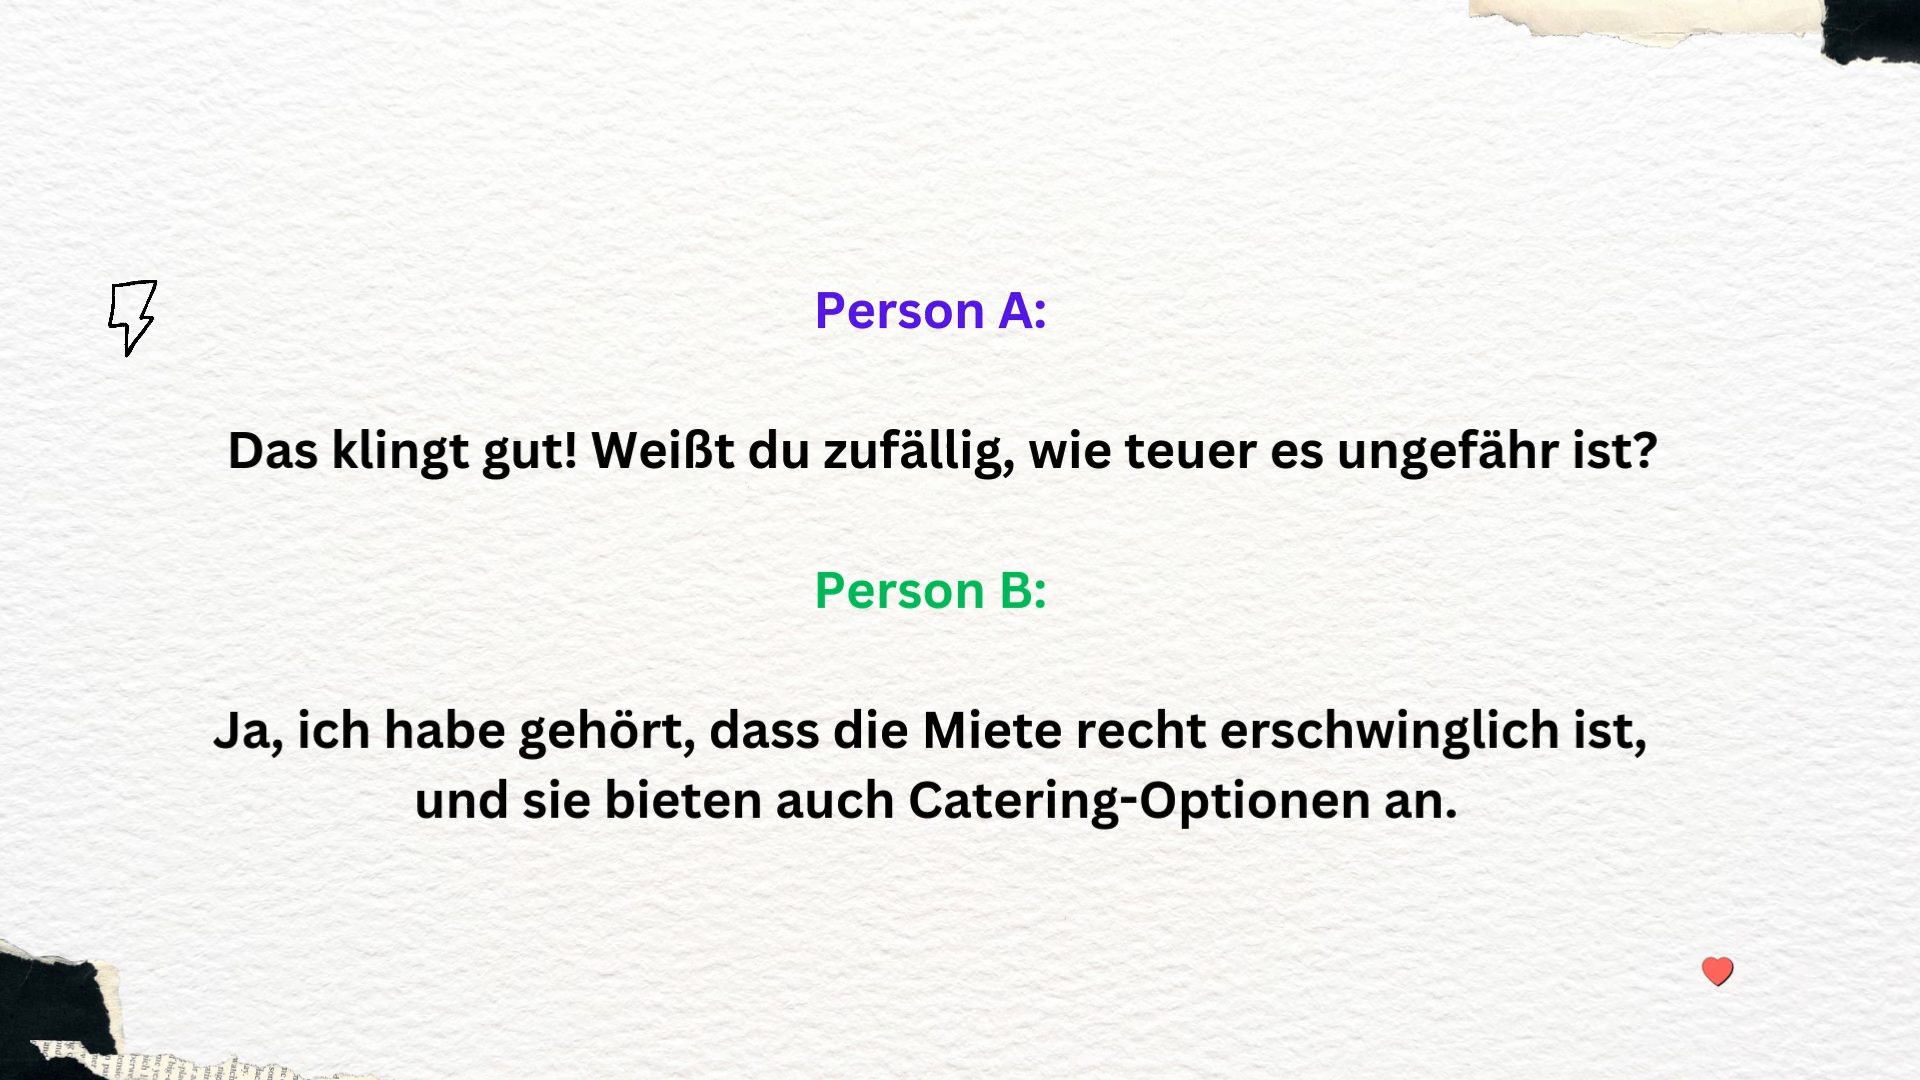 Person A:
Das klingt gut! Weißt du zufällig, wie teuer es ungefähr ist?
Person B:
Ja, ich habe gehört, dass die Miete recht erschwinglich ist,
und sie bieten auch Catering-Optionen an.